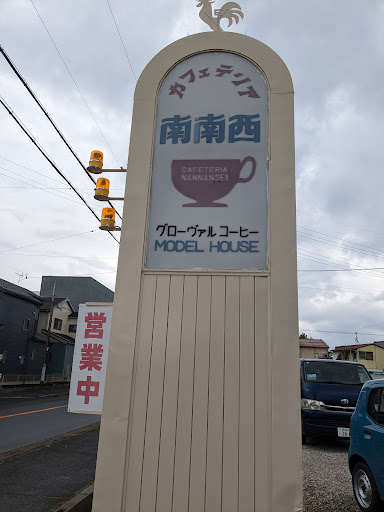 カフェテリア
南南西
CAFETERIA
NANNANSEI
グローヴァルコーヒー
MODEL HOUSE
営業中